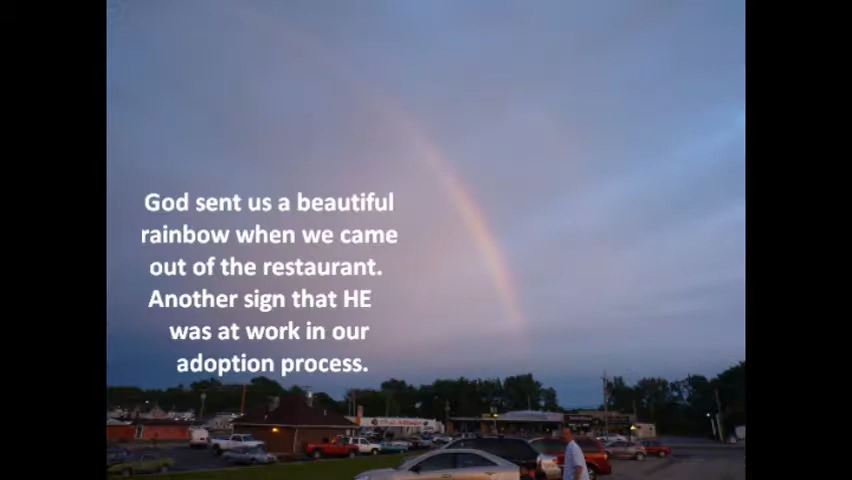 God sent us a beautiful
rainbow when we came
out of the restaurant.
Another sign that HE
was at work in our
adoption process.